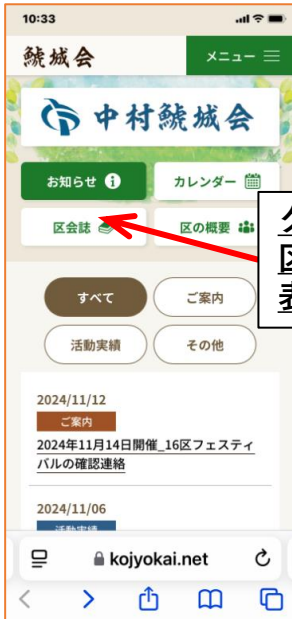 10:33
鯱城会
メニュー
中村鯱城会
お知らせ
カレンダー
区会誌
区の概要
すべて
ご案内
活動実績
その他
2024/11/12
ご案内
2024年11月14日開催_16区フェスティ
バルの確認連絡
2024/11/06
活動実績
kojyokai.net